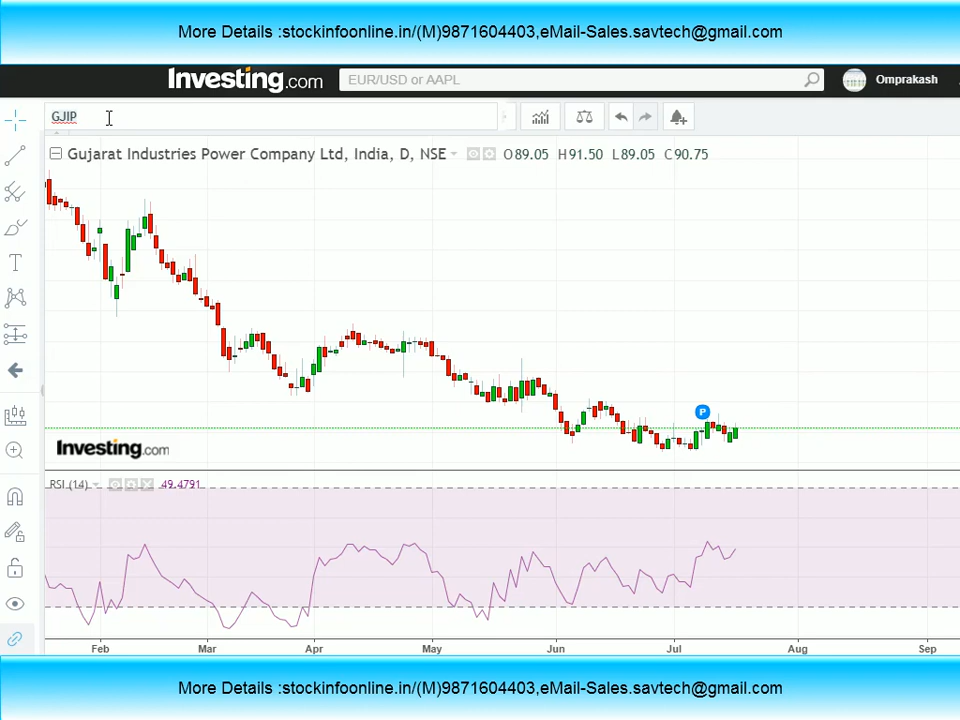 More Details :stockinfoonline.in/(M)9871604403,eMail-Sales.savtech@gmail.com
Investing.com
EUR/USD or AAPL
Omprakash
GJIP
Gujarat Industries Power Company Ltd, India, D, NSE
O89.05 H91.50 L89.05 C90.75
P
Investing.com
RSI (14)
49.4791
Feb Mar Apr May Jun Jul Aug Sep
More Details :stockinfoonline.in/(M)9871604403,eMail-Sales.savtech@gmail.com